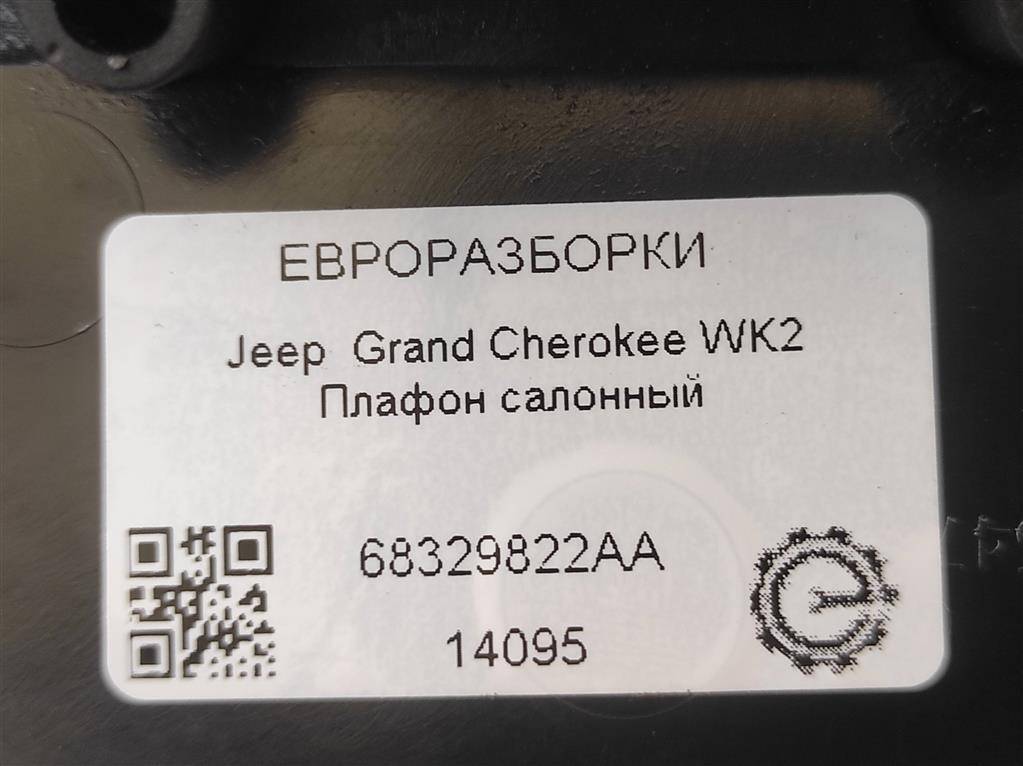 ЕВРОРАЗБОРКИ
Jeep Grand Cherokee WK2
Плафон салонный
68329822AA
14095